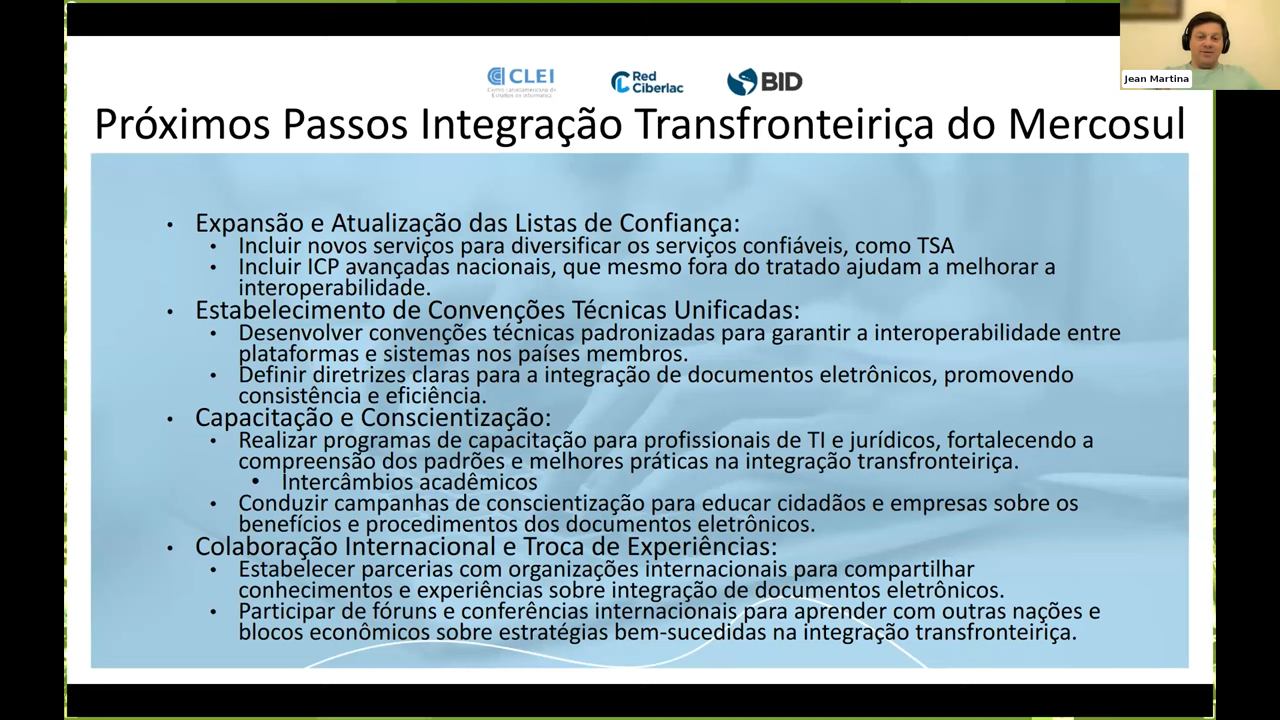 Jean Martina
CLEI
Centro Latinoamericano de
Estudios en Informática
Red
Ciberlac
BID
Próximos Passos Integração Transfronteiriça do Mercosul
• Expansão e Atualização das Listas de Confiança:
• Incluir novos serviços para diversificar os serviços confiáveis, como TSA
• Incluir ICP avançadas nacionais, que mesmo fora do tratado ajudam a melhorar a
interoperabilidade.
• Estabelecimento de Convenções Técnicas Unificadas:
• Desenvolver convenções técnicas padronizadas para garantir a interoperabilidade entre
plataformas e sistemas nos países membros.
• Definir diretrizes claras para a integração de documentos eletrônicos, promovendo
consistência e eficiência.
• Capacitação e Conscientização:
• Realizar programas de capacitação para profissionais de TI e jurídicos, fortalecendo a
compreensão dos padrões e melhores práticas na integração transfronteiriça.
• Intercâmbios acadêmicos
• Conduzir campanhas de conscientização para educar cidadãos e empresas sobre os
benefícios e procedimentos dos documentos eletrônicos.
• Colaboração Internacional e Troca de Experiências:
• Estabelecer parcerias com organizações internacionais para compartilhar
conhecimentos e experiências sobre integração de documentos eletrônicos.
• Participar de fóruns e conferências internacionais para aprender com outras nações e
blocos econômicos sobre estratégias bem-sucedidas na integração transfronteiriça.